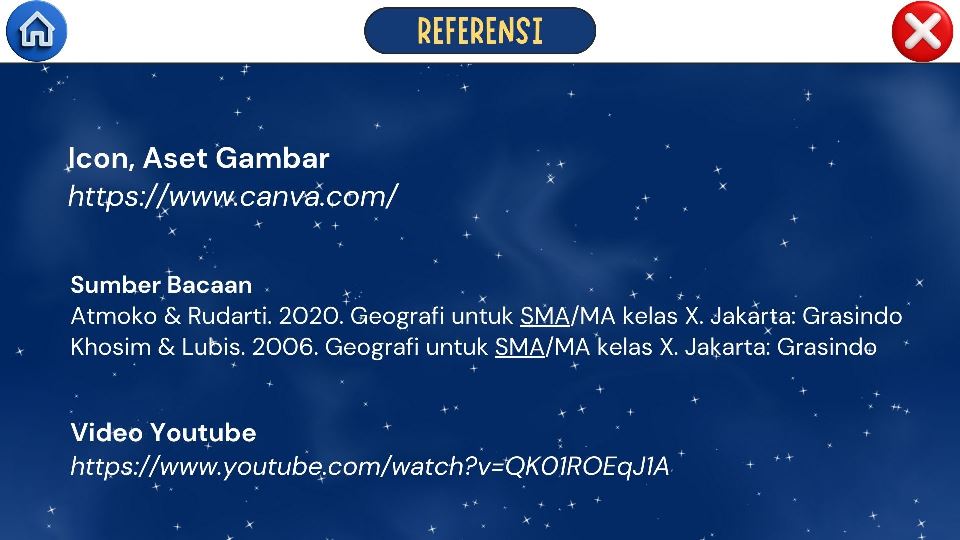 REFERENSI
Icon, Aset Gambar
https://www.canva.com/
Sumber Bacaan
Atmoko & Rudarti. 2020. Geografi untuk SMA/MA kelas X. Jakarta: Grasindo
Khosim & Lubis. 2006. Geografi untuk SMA/MA kelas X. Jakarta: Grasindo
Video Youtube
https://www.youtube.com/watch?v=QK01ROEqJ1A